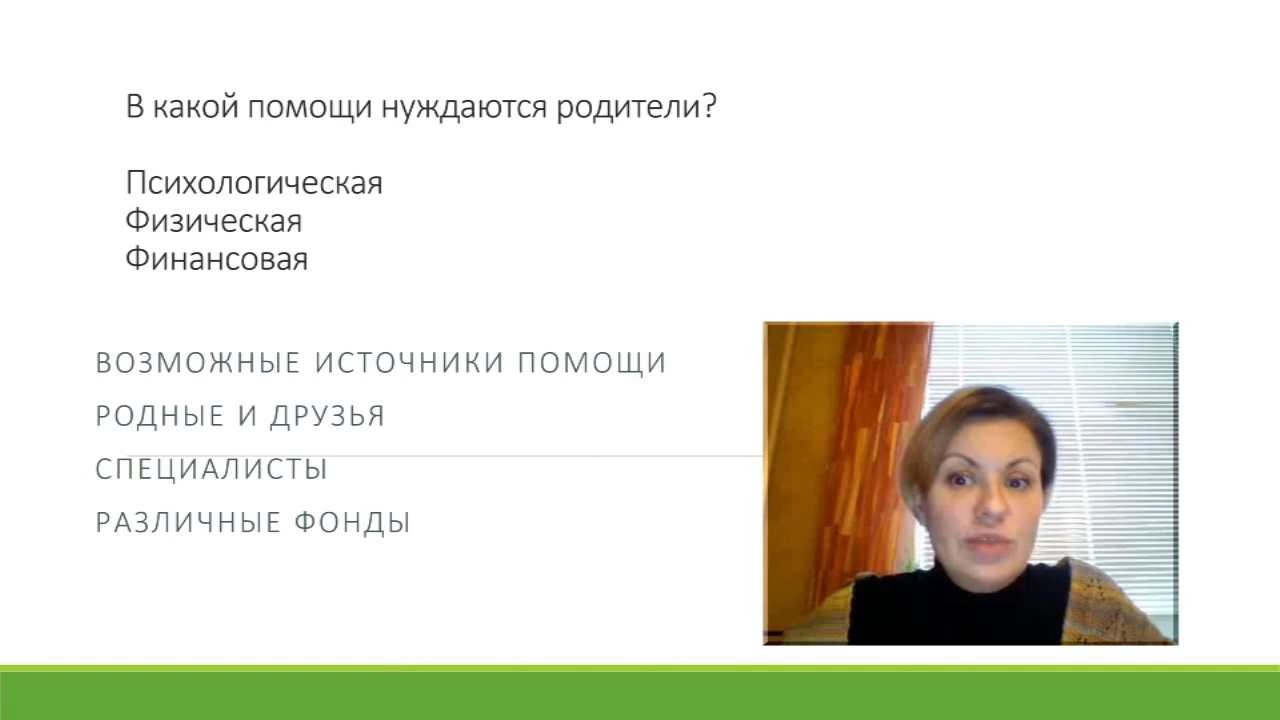 В какой помощи нуждаются родители?
Психологическая
Физическая
Финансовая
ВОЗМОЖНЫЕ ИСТОЧНИКИ ПОМОЩИ
РОДНЫЕ И ДРУЗЬЯ
СПЕЦИАЛИСТЫ
РАЗЛИЧНЫЕ ФОНДЫ